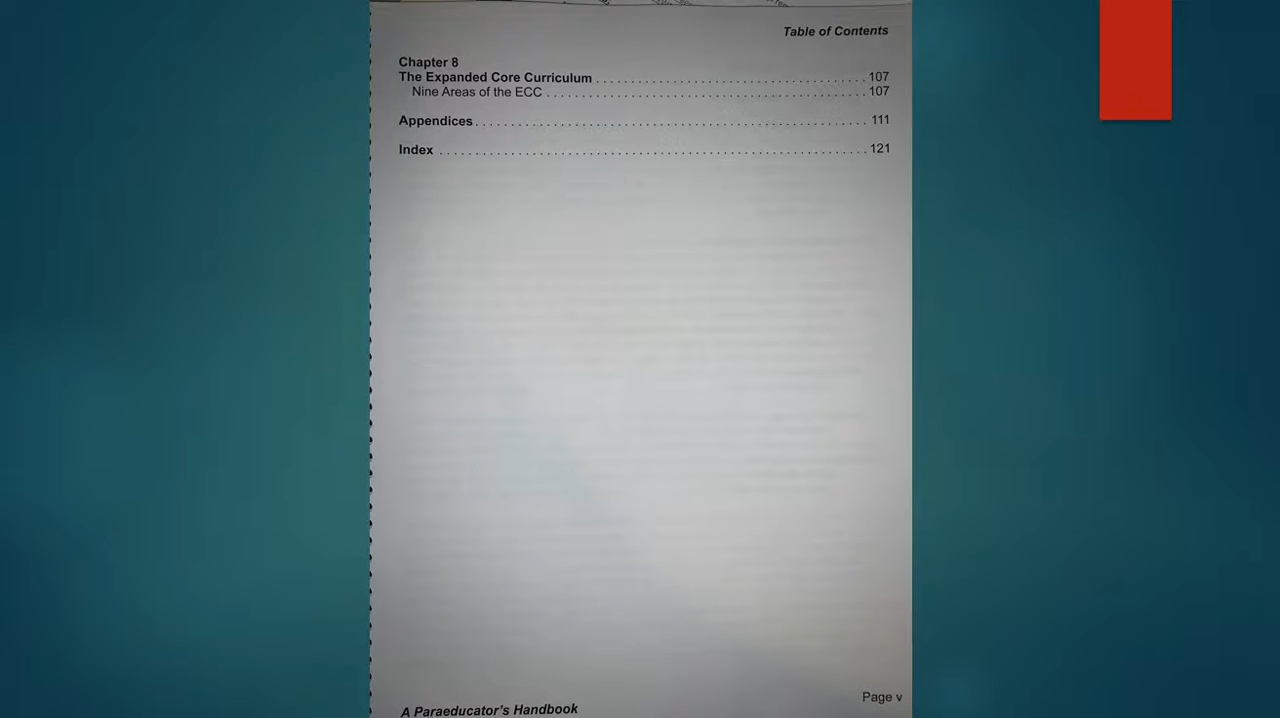 Table of Contents
Chapter 8
The Expanded Core Curriculum . . . . . . . . . . . . . . . . . . . . . . . . . . . . . . . . . . 107
Nine Areas of the ECC . . . . . . . . . . . . . . . . . . . . . . . . . . . . . . . . . . . . . . . . 107
Appendices . . . . . . . . . . . . . . . . . . . . . . . . . . . . . . . . . . . . . . . . . . . . . . . . 111
Index . . . . . . . . . . . . . . . . . . . . . . . . . . . . . . . . . . . . . . . . . . . . . . . . . . . . 121
Page v
A Paraeducator's Handbook